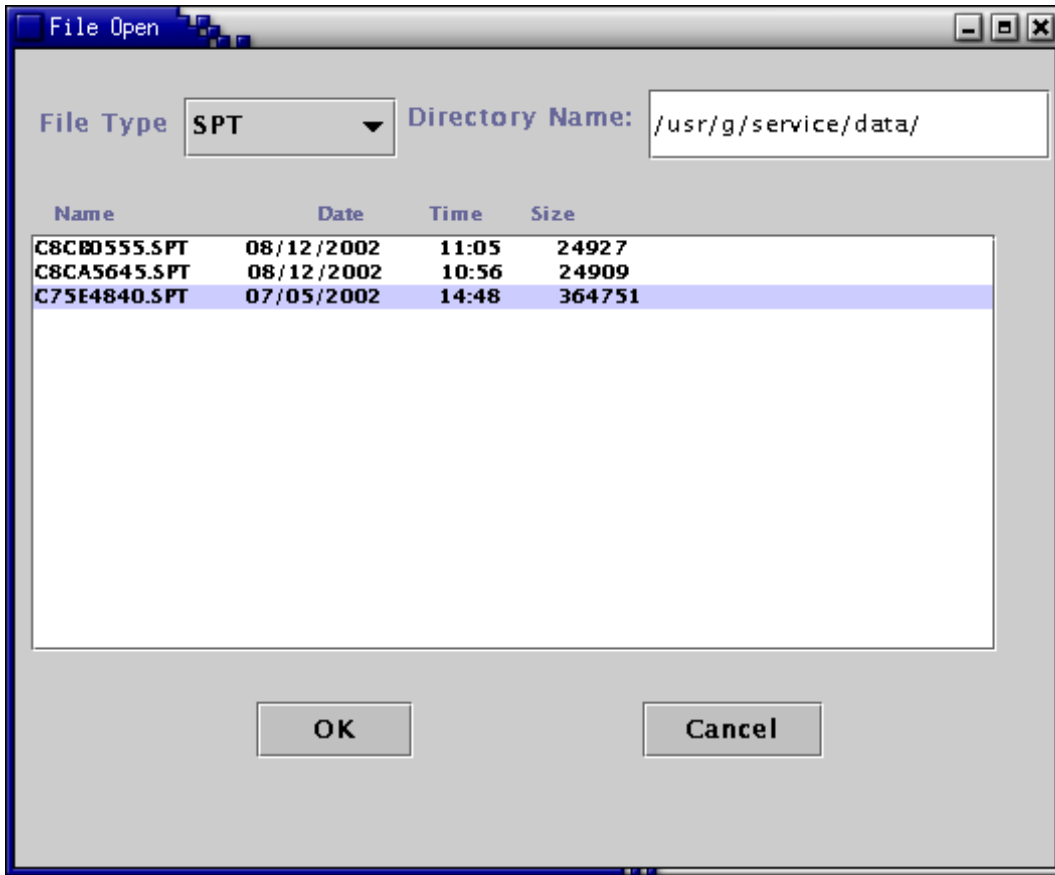 File Open
File Type SPT Directory Name: /usr/g/service/data/
Name Date Time Size
C8CB0555.SPT 08/12/2002 11:05 24927
C8CA5645.SPT 08/12/2002 10:56 24909
C75E4840.SPT 07/05/2002 14:48 364751
OK Cancel